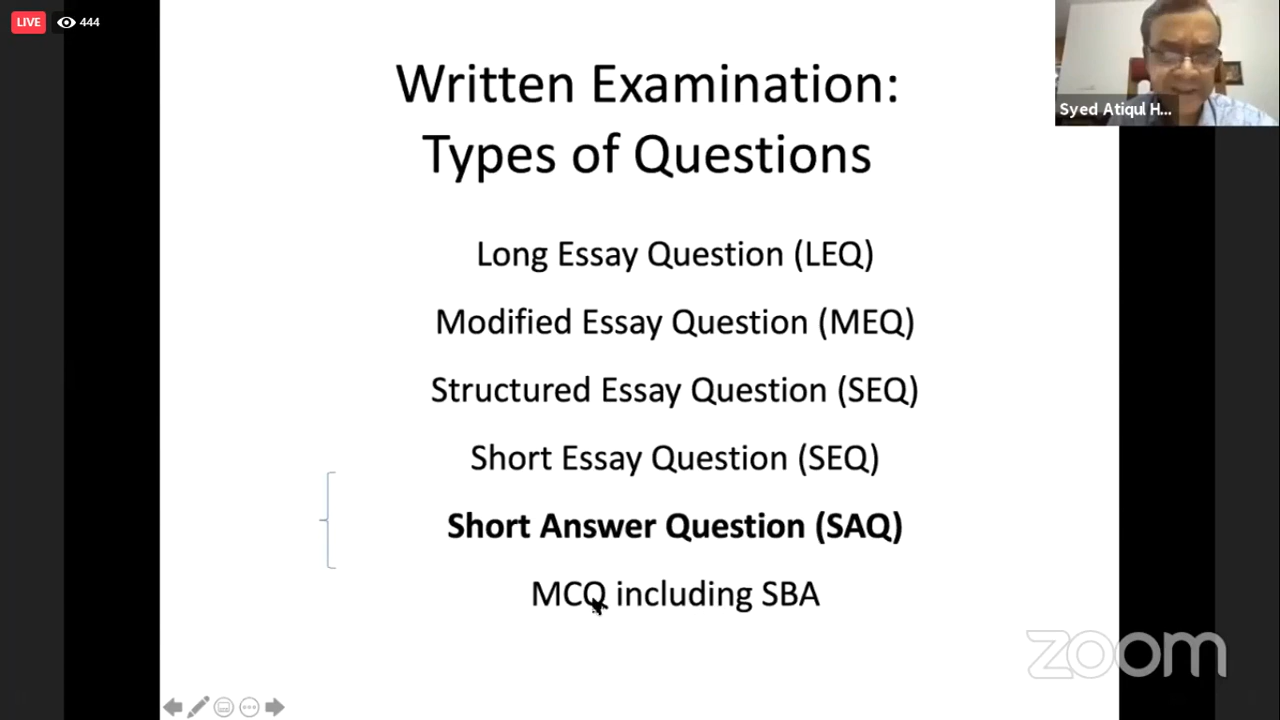 LIVE
444
Syed Atiqul H...
Written Examination:
Types of Questions
Long Essay Question (LEQ)
Modified Essay Question (MEQ)
Structured Essay Question (SEQ)
Short Essay Question (SEQ)
Short Answer Question (SAQ)
MCQ including SBA
zoom